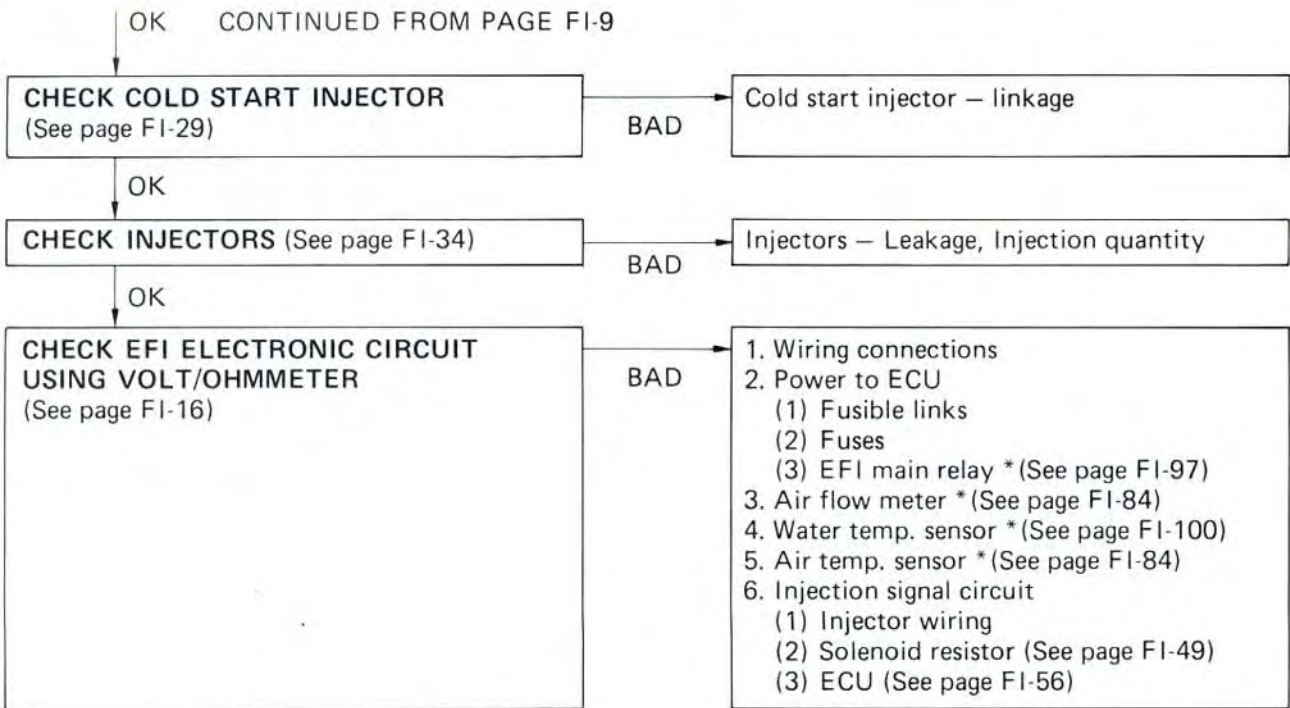 OK CONTINUED FROM PAGE FI-9
CHECK COLD START INJECTOR
(See page FI-29)
BAD
Cold start injector – linkage
OK
CHECK INJECTORS (See page FI-34)
BAD
Injectors – Leakage, Injection quantity
OK
CHECK EFI ELECTRONIC CIRCUIT
USING VOLT/OHMMETER
(See page FI-16)
BAD
1. Wiring connections
2. Power to ECU
(1) Fusible links
(2) Fuses
(3) EFI main relay *(See page FI-97)
3. Air flow meter *(See page FI-84)
4. Water temp. sensor *(See page FI-100)
5. Air temp. sensor *(See page FI-84)
6. Injection signal circuit
(1) Injector wiring
(2) Solenoid resistor (See page FI-49)
(3) ECU (See page FI-56)